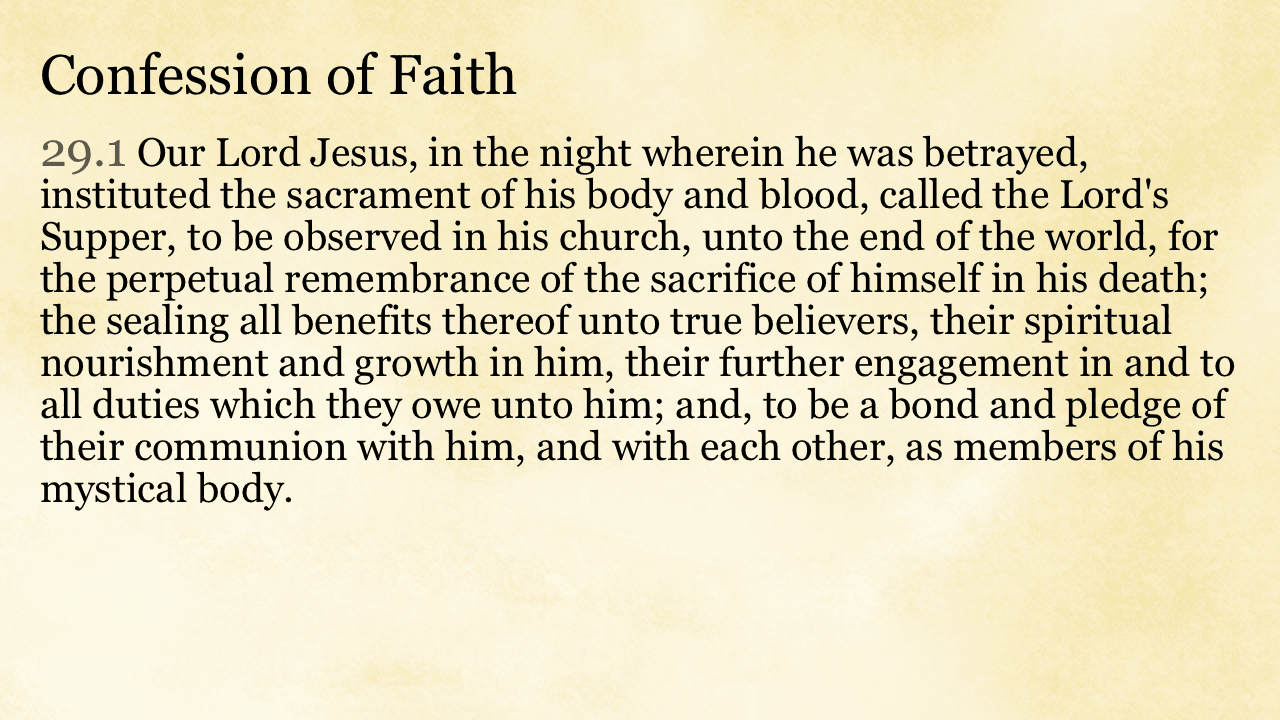 Confession of Faith
29.1 Our Lord Jesus, in the night wherein he was betrayed,
instituted the sacrament of his body and blood, called the Lord's
Supper, to be observed in his church, unto the end of the world, for
the perpetual remembrance of the sacrifice of himself in his death;
the sealing all benefits thereof unto true believers, their spiritual
nourishment and growth in him, their further engagement in and to
all duties which they owe unto him; and, to be a bond and pledge of
their communion with him, and with each other, as members of his
mystical body.